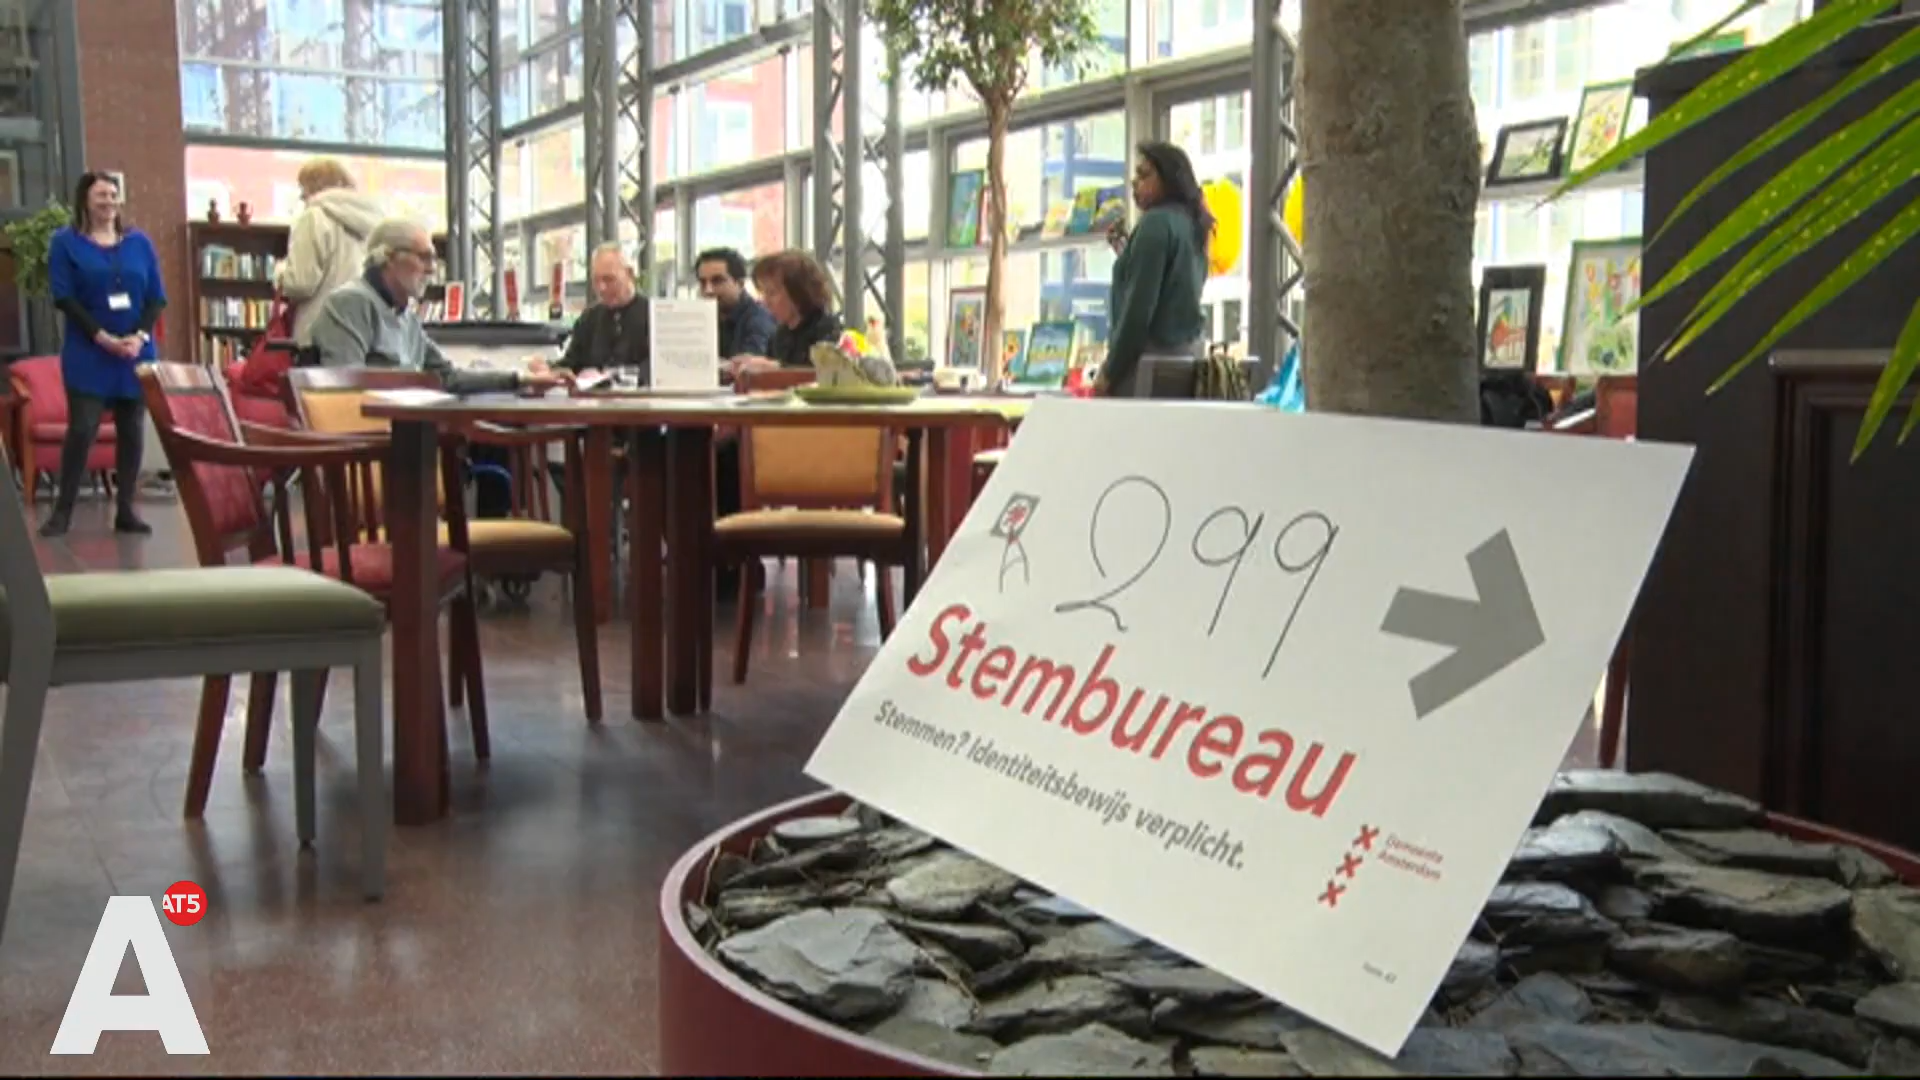 299
Stembureau
Stemmen? Identiteitsbewijs verplicht.
Gemeente
Amsterdam
AT5
A